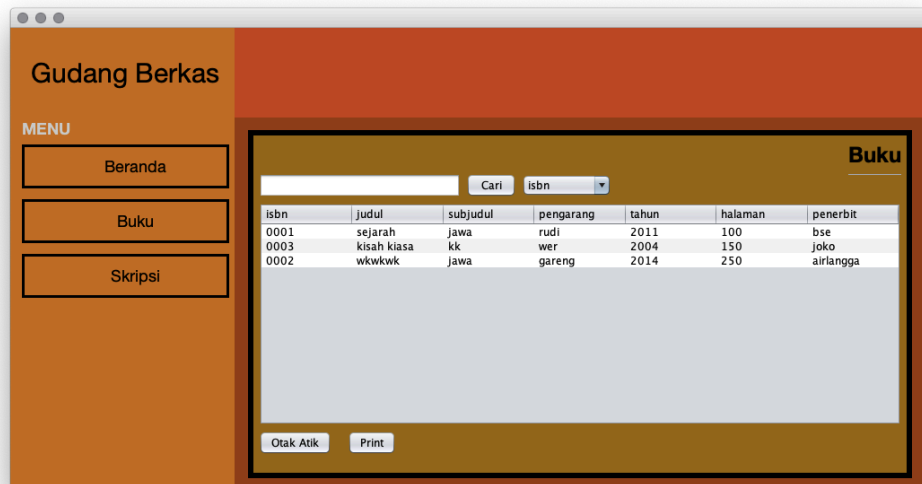 Gudang Berkas
MENU
Beranda
Buku
Skripsi
Buku
Cari isbn
isbn judul subjudul pengarang tahun halaman penerbit
0001 sejarah jawa rudi 2011 100 bse
0003 kisah kiasa kk wer 2004 150 joko
0002 wkwkwk jawa gareng 2014 250 airlangga
Otak Atik Print